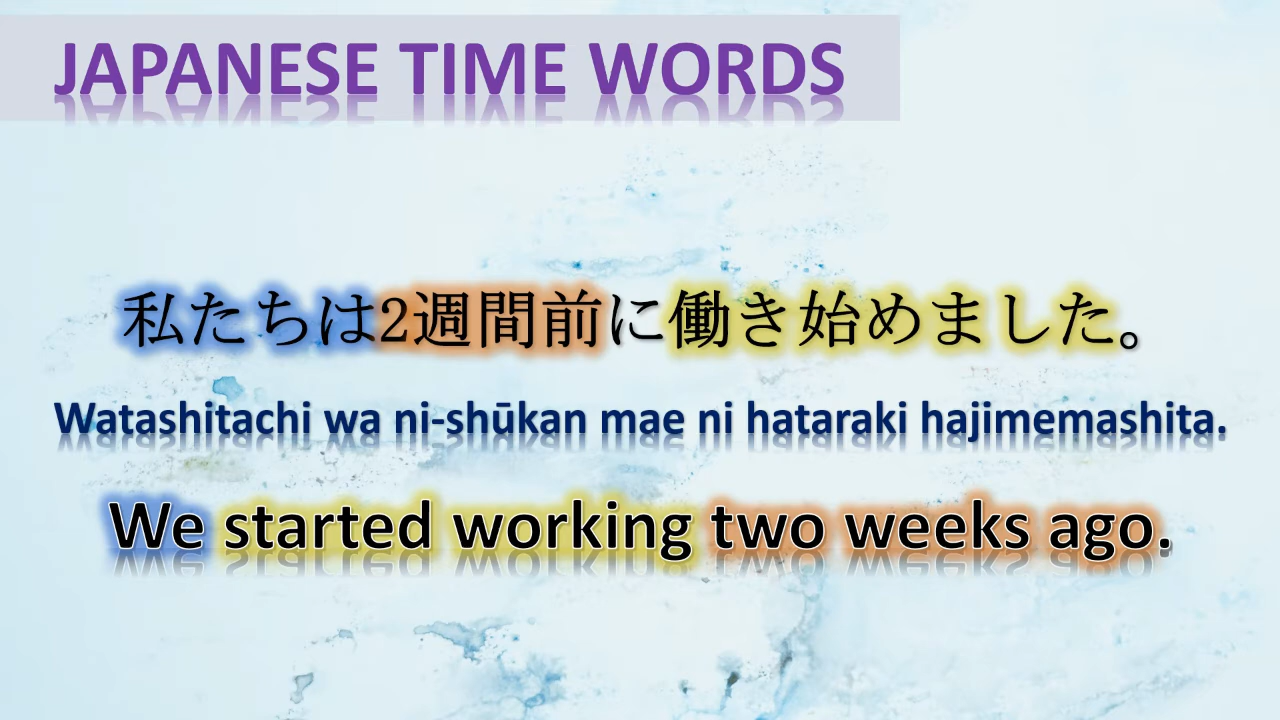 JAPANESE TIME WORDS
私たちは2週間前に働き始めました。
Watashitachi wa ni-shūkan mae ni hataraki hajimemashita.
We started working two weeks ago.